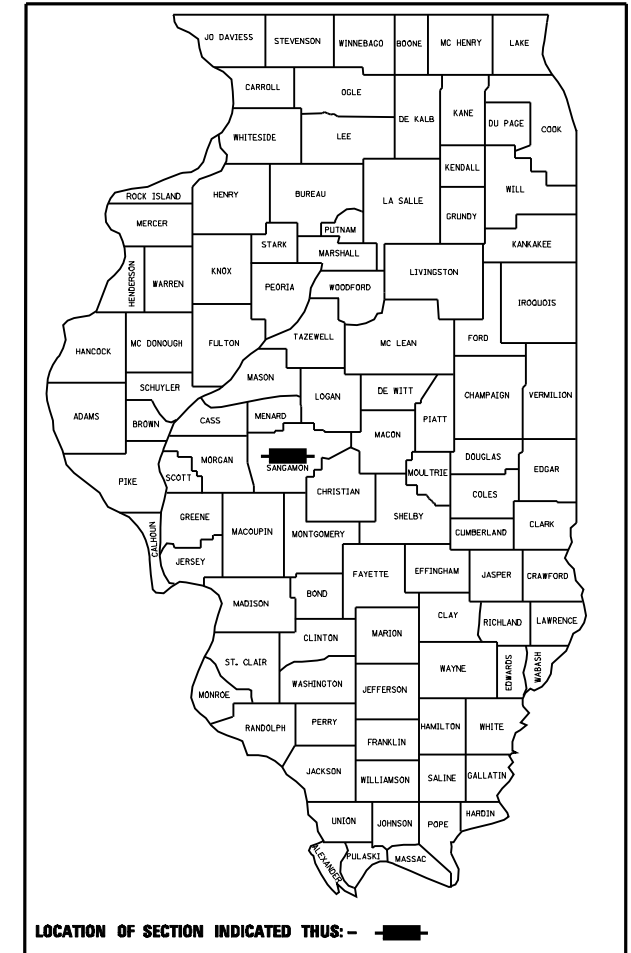 JO DAVIESS
STEVENSON
WINNEBAGO
BOONE
MC HENRY
LAKE
CARROLL
OGLE
DE KALB
KANE
DU PAGE
COOK
WHITESIDE
LEE
KENDALL
WILL
ROCK ISLAND
HENRY
BUREAU
LA SALLE
GRUNDY
MERCER
PUTNAM
STARK
MARSHALL
KANKAKEE
HENDERSON
WARREN
KNOX
PEORIA
WOODFORD
LIVINGSTON
IROQUOIS
HANCOCK
MC DONOUGH
FULTON
TAZEWELL
MC LEAN
FORD
MASON
SCHUYLER
LOGAN
DE WITT
CHAMPAIGN
VERMILION
ADAMS
BROWN
CASS
MENARD
PIATT
MACON
MORGAN
SANGAMON
DOUGLAS
EDGAR
PIKE
SCOTT
CHRISTIAN
MOULTRIE
COLES
GREENE
MACOUPIN
MONTGOMERY
SHELBY
CUMBERLAND
CLARK
CALHOUN
JERSEY
FAYETTE
EFFINGHAM
JASPER
CRAWFORD
MADISON
BOND
CLAY
RICHLAND
LAWRENCE
CLINTON
MARION
ST. CLAIR
WAYNE
EDWARDS
WABASH
MONROE
WASHINGTON
JEFFERSON
RANDOLPH
PERRY
HAMILTON
WHITE
FRANKLIN
JACKSON
WILLIAMSON
SALINE
GALLATIN
UNION
JOHNSON
POPE
HARDIN
ALEXANDER
PULASKI
MASSAC
LOCATION OF SECTION INDICATED THUS: -